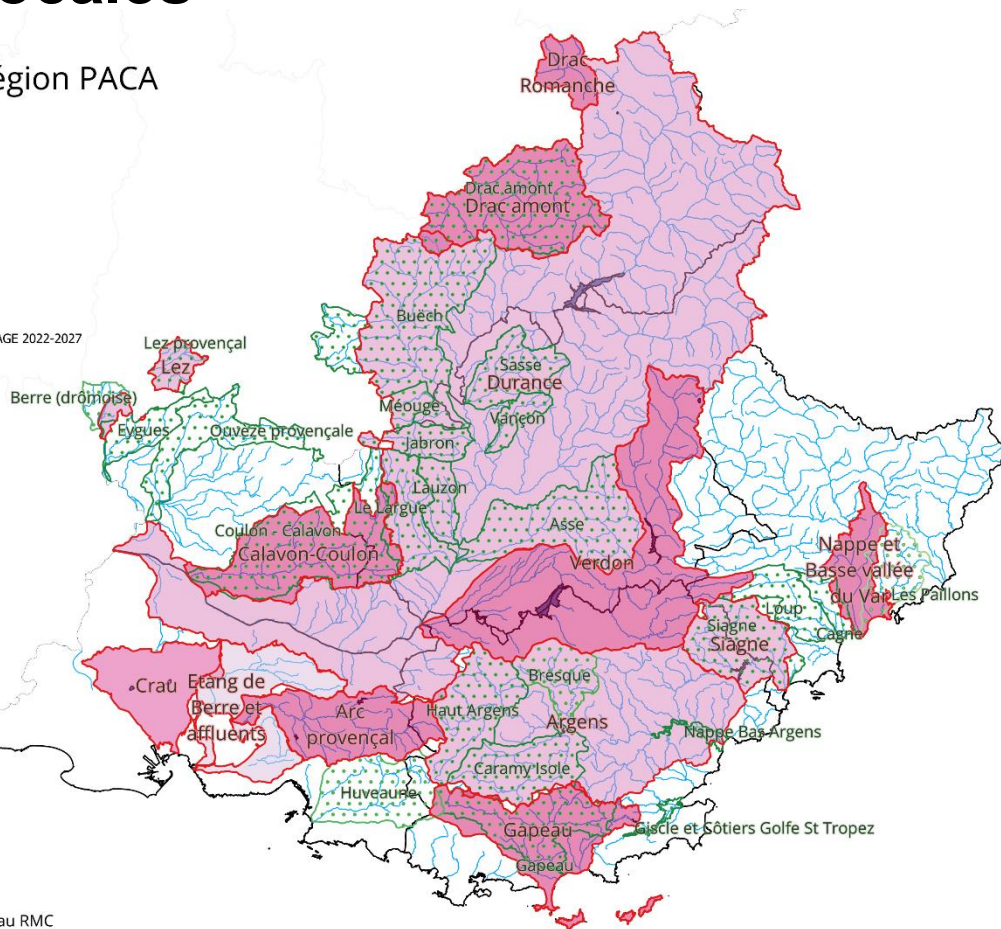 ocales
égion PACA
Drac
Romanche
Drac amont
Drac amont
Buëch
AGE 2022-2027
Lez provençal
Lez
Sasse
Durance
Berre (drômoise)
Méouge
Vançon
Eygues
Ouvèze provençale
Jabron
Lauzon
Le Largue
Asse
Coulon Calavon
Calavon-Coulon
Verdon
Nappe et
Basse vallée
du Var
Les Paillons
Loup
Siagne
Siagne
Cagne
Bresque
Crau
Etang de
Berre et
affluents
Arc
provençal
Haut Argens
Argens
Nappe Bas Argens
Caramy Isole
Huveaune
Gapeau
Giscle et Côtiers Golfe St Tropez
Gapeau
au RMC